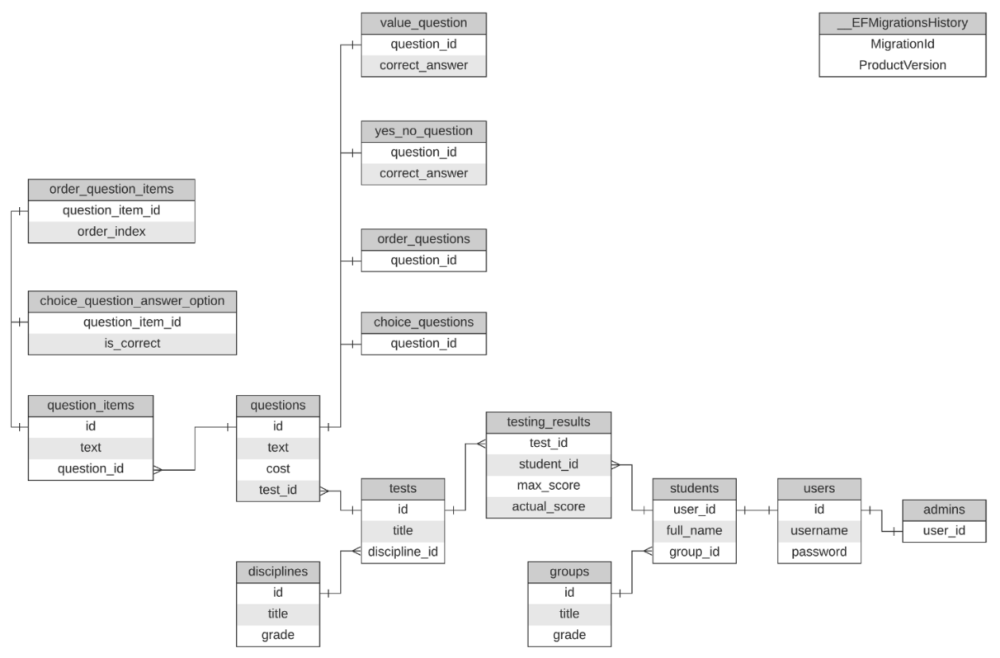 value_question
question_id
correct_answer
__EFMigrationsHistory
MigrationId
ProductVersion
yes_no_question
question_id
correct_answer
order_question_items
question_item_id
order_index
order_questions
question_id
choice_question_answer_option
question_item_id
is_correct
choice_questions
question_id
question_items
id
text
question_id
questions
id
text
cost
test_id
testing_results
test_id
student_id
max_score
actual_score
tests
id
title
discipline_id
students
user_id
full_name
group_id
users
id
username
password
admins
user_id
disciplines
id
title
grade
groups
id
title
grade